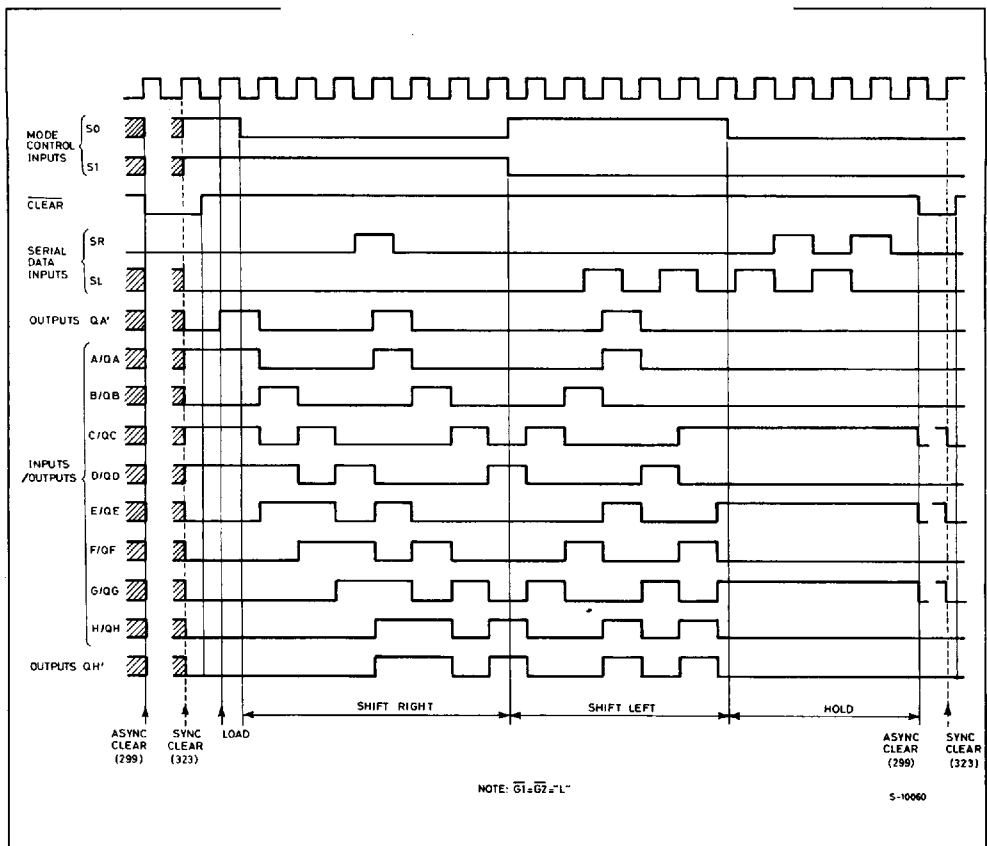 MODE
CONTROL
INPUTS
S0
S1
CLEAR
SERIAL
DATA
INPUTS
SR
SL
OUTPUTS QA'
INPUTS
/OUTPUTS
A/QA
B/QB
C/QC
D/QD
E/QE
F/QF
G/QG
H/QH
OUTPUTS QH'
ASYNC
CLEAR
(299)
SYNC
CLEAR
(323)
LOAD
SHIFT RIGHT
SHIFT LEFT
HOLD
ASYNC
CLEAR
(299)
SYNC
CLEAR
(323)
NOTE: G1=G2="L"
S-10060